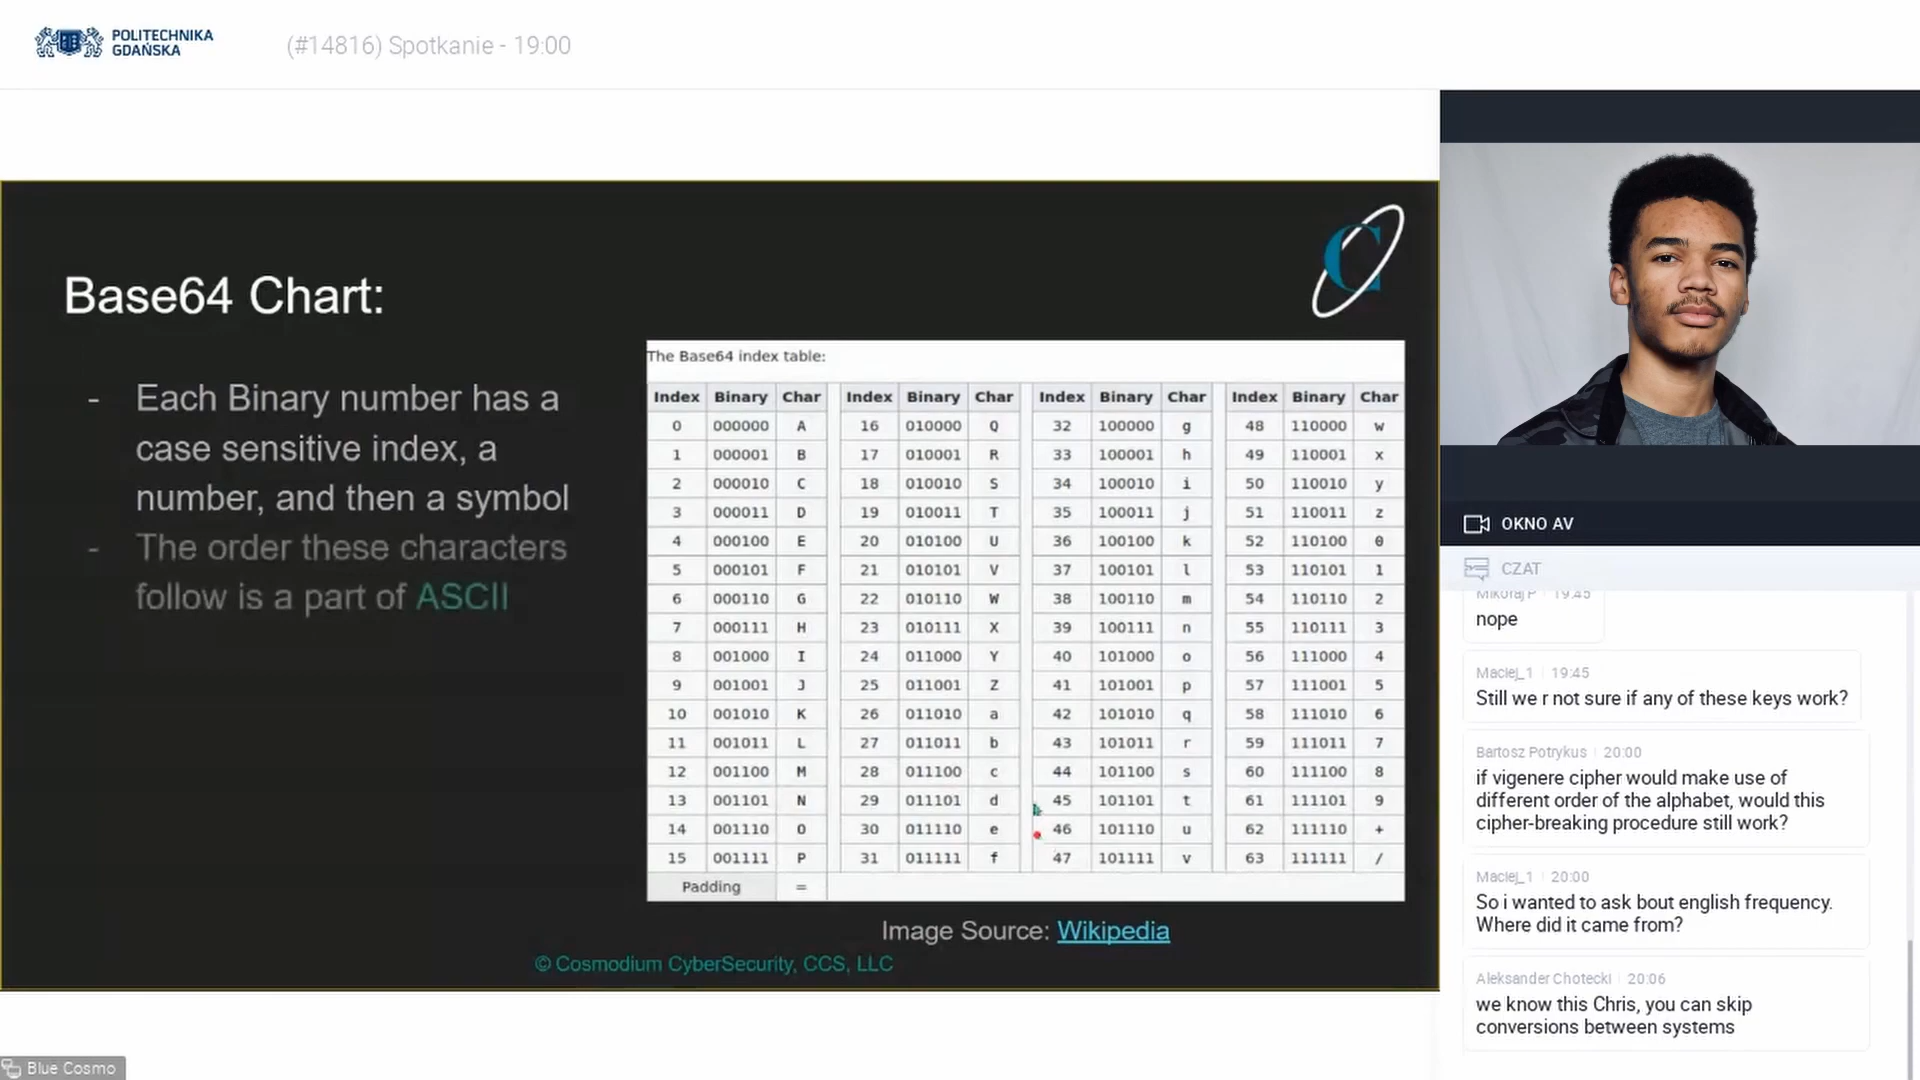 POLITECHNIKA
GDAŃSKA
(#14816) Spotkanie - 19:00
Base64 Chart:
- Each Binary number has a
case sensitive index, a
number, and then a symbol
- The order these characters
follow is a part of ASCII
C
The Base64 index table:
Index Binary Char Index Binary Char Index Binary Char Index Binary Char
0 000000 A 16 010000 Q 32 100000 g 48 110000 w
1 000001 B 17 010001 R 33 100001 h 49 110001 x
2 000010 C 18 010010 S 34 100010 i 50 110010 y
3 000011 D 19 010011 T 35 100011 j 51 110011 z
4 000100 E 20 010100 U 36 100100 k 52 110100 0
5 000101 F 21 010101 V 37 100101 l 53 110101 1
6 000110 G 22 010110 W 38 100110 m 54 110110 2
7 000111 H 23 010111 X 39 100111 n 55 110111 3
8 001000 I 24 011000 Y 40 101000 o 56 111000 4
9 001001 J 25 011001 Z 41 101001 p 57 111001 5
10 001010 K 26 011010 a 42 101010 q 58 111010 6
11 001011 L 27 011011 b 43 101011 r 59 111011 7
12 001100 M 28 011100 c 44 101100 s 60 111100 8
13 001101 N 29 011101 d 45 101101 t 61 111101 9
14 001110 O 30 011110 e 46 101110 u 62 111110 +
15 001111 P 31 011111 f 47 101111 v 63 111111 /
Padding =
Image Source: Wikipedia
© Cosmodium CyberSecurity, CCS, LLC
Blue Cosmo
OKNO AV
CZAT
Mikołaj P 19:45
nope
Maciej_1 19:45
Still we r not sure if any of these keys work?
Bartosz Potrykus 20:00
if vigenere cipher would make use of
different order of the alphabet, would this
cipher-breaking procedure still work?
Maciej_1 20:00
So i wanted to ask bout english frequency.
Where did it came from?
Aleksander Chotecki 20:06
we know this Chris, you can skip
conversions between systems